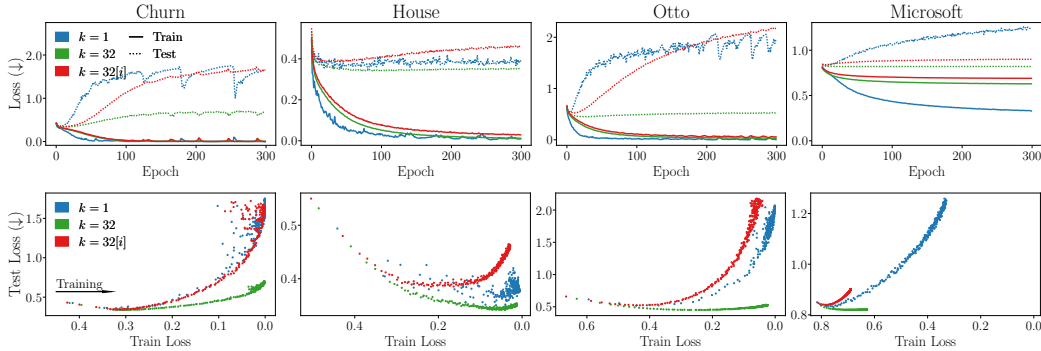 Churn House Otto Microsoft
Loss (↓)
2.0
1.0
0.0
k = 1 Train
k = 32 Test
k = 32[i]
0 100 200 300
Epoch
0.4
0.2
0.0
0 100 200 300
Epoch
2
1
0
0 100 200 300
Epoch
1.0
0.5
0 100 200 300
Epoch
Test Loss (↓)
1.5
1.0
0.5
k = 1
k = 32
k = 32[i]
Training
0.4 0.3 0.2 0.1 0.0
Train Loss
0.5
0.4
0.4 0.2 0.0
Train Loss
2.0
1.5
1.0
0.5
0.6 0.4 0.2 0.0
Train Loss
1.2
1.0
0.8 0.6 0.4 0.2 0.0
Train Loss